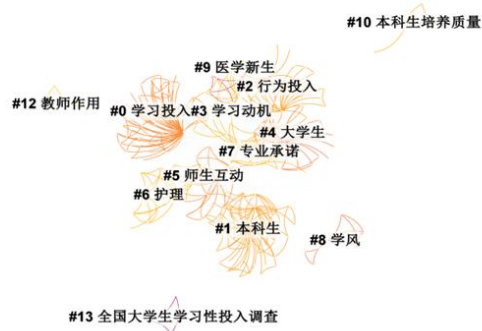 #10 本科生培养质量
#9 医学新生
#2 行为投入
#12 教师作用
#0 学习投入 #3 学习动机
#4 大学生
#7 专业承诺
#5 师生互动
#6 护理
#1 本科生
#8 学风
#13 全国大学生学习性投入调查